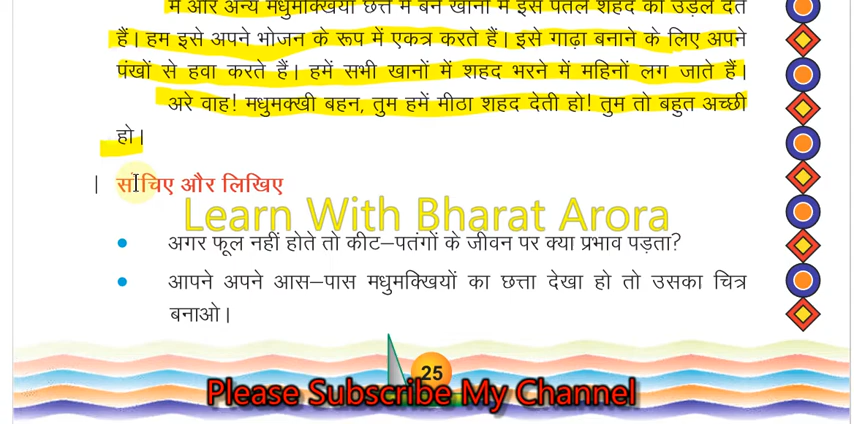 में और अन्य मधुमक्खियाँ छत्ते में बने खानों में इस पतले शहद को उड़ेल देते
हैं। हम इसे अपने भोजन के रूप में एकत्र करते हैं। इसे गाढ़ा बनाने के लिए अपने
पंखों से हवा करते हैं। हमें सभी खानों में शहद भरने में महिनों लग जाते हैं।
अरे वाह! मधुमक्खी बहन, तुम हमें मीठा शहद देती हो! तुम तो बहुत अच्छी
हो।
सोचिए और लिखिए
Learn With Bharat Arora
अगर फूल नहीं होते तो कीट–पतंगों के जीवन पर क्या प्रभाव पड़ता?
आपने अपने आस–पास मधुमक्खियों का छत्ता देखा हो तो उसका चित्र
बनाओ।
25
Please Subscribe My Channel